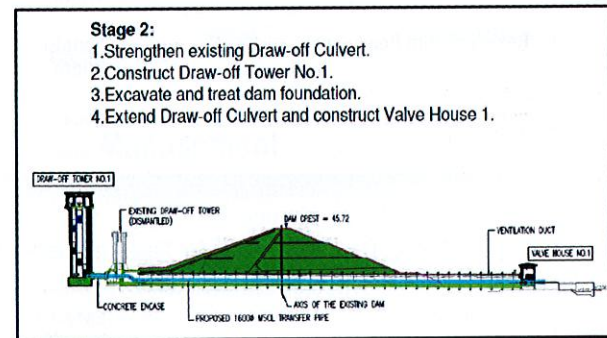 Stage 2:
1.Strengthen existing Draw-off Culvert.
2.Construct Draw-off Tower No.1.
3.Excavate and treat dam foundation.
4.Extend Draw-off Culvert and construct Valve House 1.
DRAW-OFF TOWER NO.1
EXISTING DRAW-OFF TOWER
(DISMANTLED)
DAM CREST = 45.72
VENTILATION DUCT
VALVE HOUSE NO.1
CONCRETE ENCASE
AXIS OF THE EXISTING DAM
PROPOSED 1600Ø MSCL TRANSFER PIPE